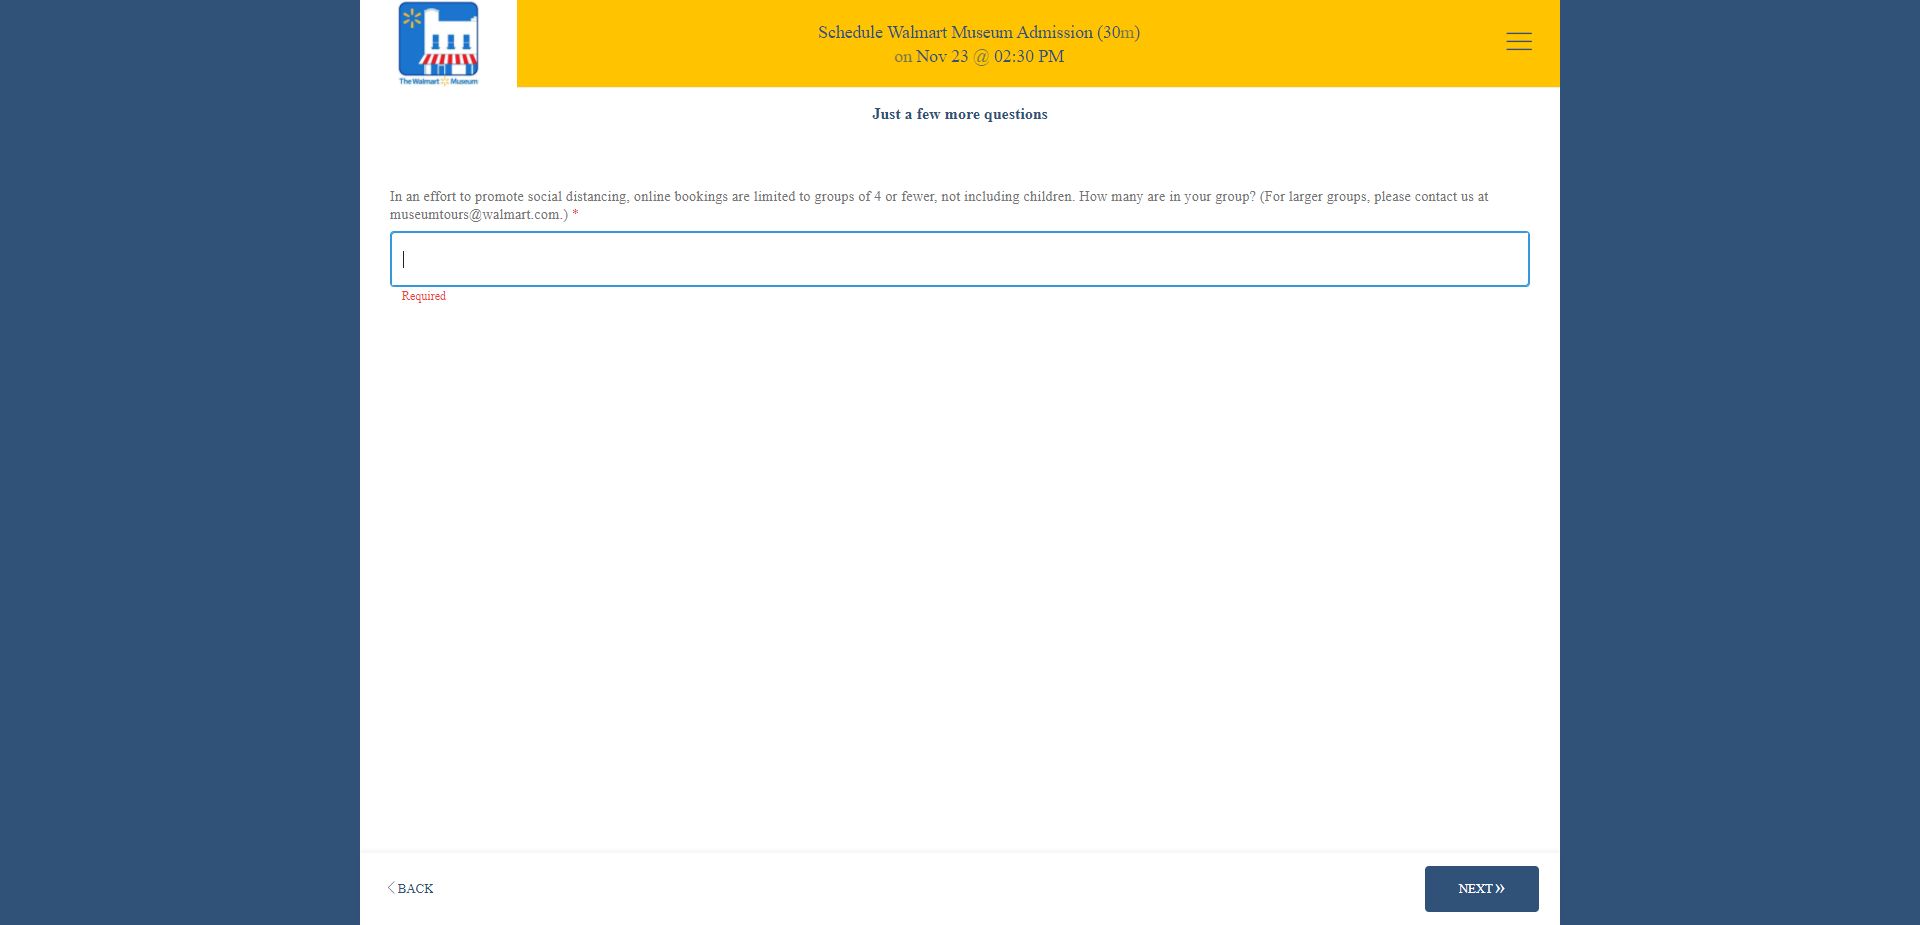 The Walmart Museum
Schedule Walmart Museum Admission (30m)
on Nov 23 @ 02:30 PM
Just a few more questions
In an effort to promote social distancing, online bookings are limited to groups of 4 or fewer, not including children. How many are in your group? (For larger groups, please contact us at
museumtours@walmart.com.) *
Required
BACK
NEXT